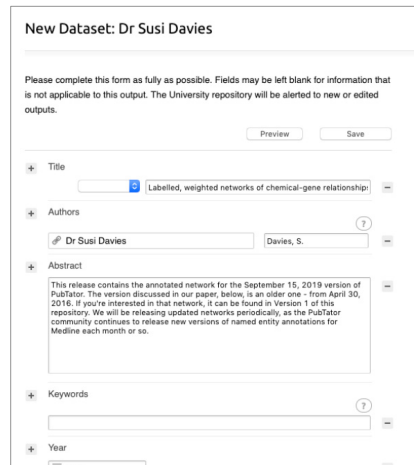 New Dataset: Dr Susi Davies
Please complete this form as fully as possible. Fields may be left blank for information that
is not applicable to this output. The University repository will be alerted to new or edited
outputs.
Preview Save
+ Title
Labelled, weighted networks of chemical-gene relationships −
+ Authors
?
Dr Susi Davies Davies, S. −
+ Abstract
This release contains the annotated network for the September 15, 2019 version of −
PubTator. The version discussed in our paper, below, is an older one - from April 30,
2016. If you're interested in that network, it can be found in Version 1 of this
repository. We will be releasing updated networks periodically, as the PubTator
community continues to release new versions of named entity annotations for
Medline each month or so.
+ Keywords
?
−
+ Year